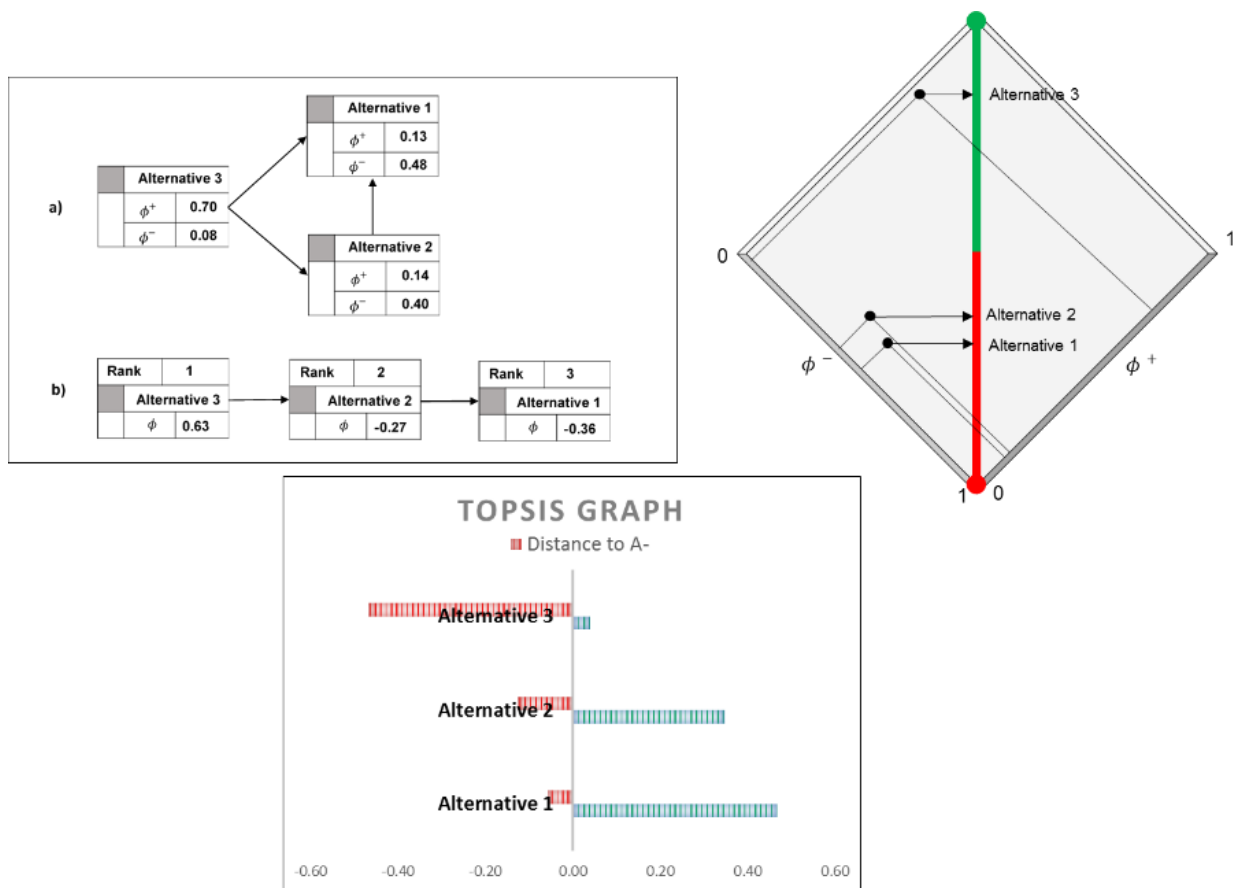 Alternative 1
ϕ+ 0.13
ϕ− 0.48
a)
Alternative 3
ϕ+ 0.70
ϕ− 0.08
Alternative 2
ϕ+ 0.14
ϕ− 0.40
b)
Rank 1
Alternative 3
ϕ 0.63
Rank 2
Alternative 2
ϕ -0.27
Rank 3
Alternative 1
ϕ -0.36
Alternative 3
0
1
Alternative 2
Alternative 1
ϕ−
ϕ+
1 0
TOPSIS GRAPH
Distance to A-
Alternative 3
Alternative 2
Alternative 1
-0.60 -0.40 -0.20 0.00 0.20 0.40 0.60